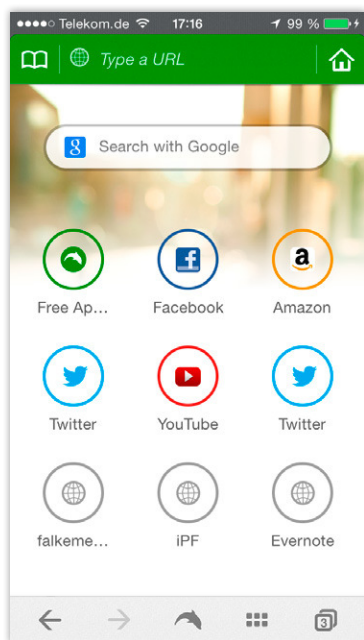 Telekom.de 17:16 99 %
Type a URL
8 Search with Google
Free Ap... Facebook Amazon
Twitter YouTube Twitter
falkeme... iPF Evernote
3